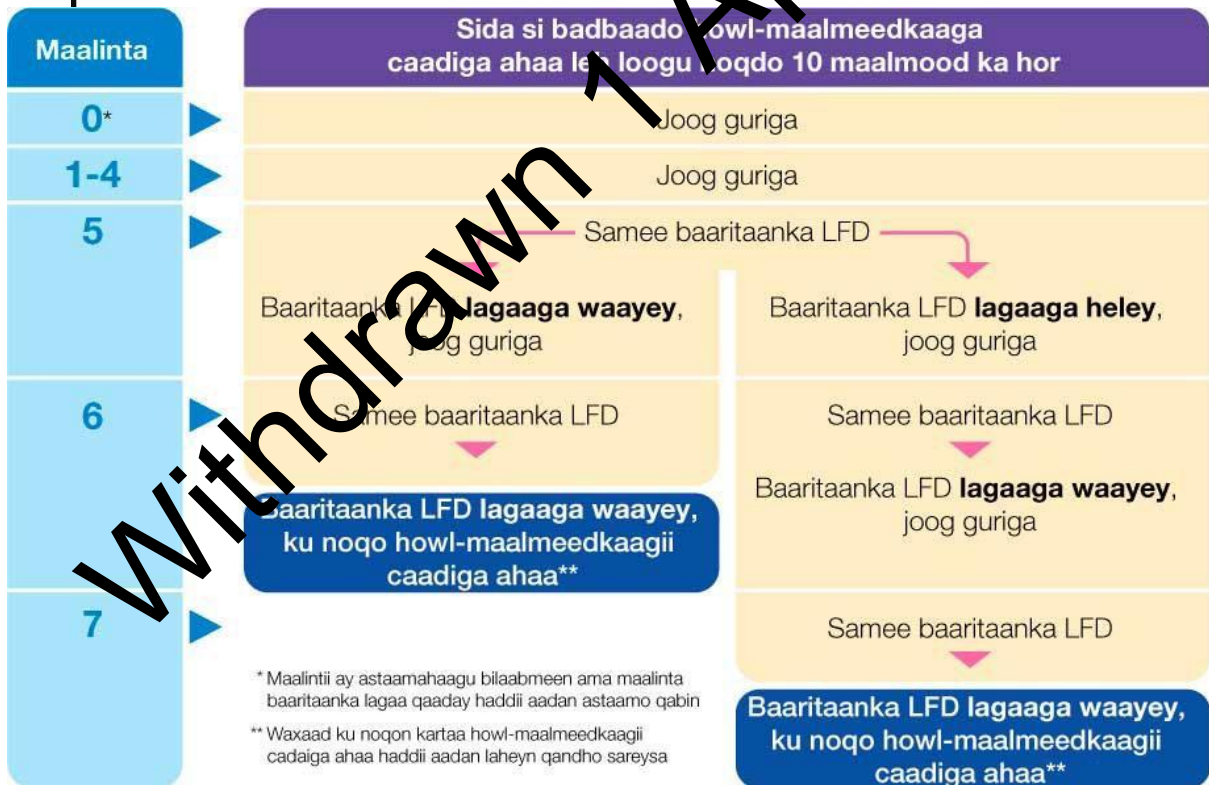 Maalinta
Sida si badbaado howl-maalmeedkaaga
caadiga ahaa leh loogu noqdo 10 maalmood ka hor
0*
Joog guriga
1-4
Joog guriga
5
Samee baaritaanka LFD
Baaritaanka LFD lagaaga waayey,
joog guriga
Baaritaanka LFD lagaaga heley,
joog guriga
6
Samee baaritaanka LFD
Samee baaritaanka LFD
Baaritaanka LFD lagaaga waayey,
joog guriga
Baaritaanka LFD lagaaga waayey,
ku noqo howl-maalmeedkaagii
caadiga ahaa**
7
Samee baaritaanka LFD
Baaritaanka LFD lagaaga waayey,
ku noqo howl-maalmeedkaagii
caadiga ahaa**
* Maalintii ay astaamahaagu bilaabmeen ama maalinta
baaritaanka lagaa qaaday haddii aadan astaamo qabin
** Waxaad ku noqon kartaa howl-maalmeedkaagii
cadaiga ahaa haddii aadan laheyn qandho sareysa
Withdrawn 1